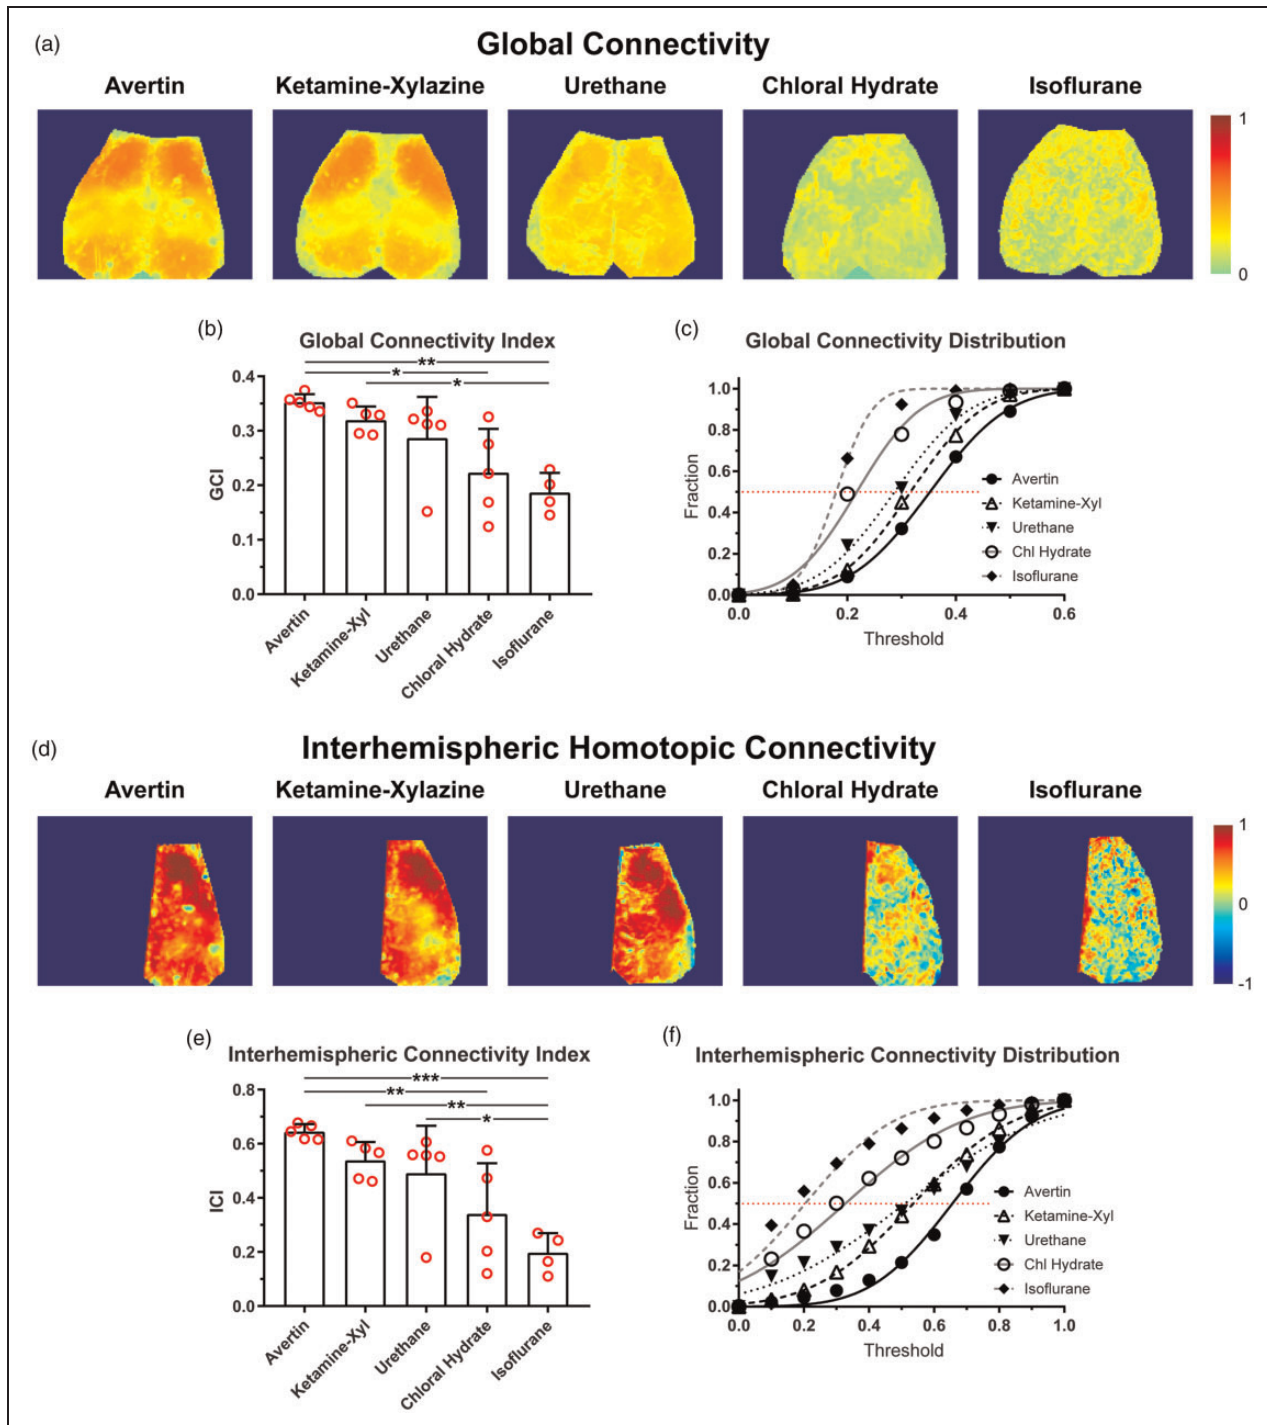 (a)
Global Connectivity
Avertin Ketamine-Xylazine Urethane Chloral Hydrate Isoflurane
1
0
(b)
Global Connectivity Index
**
*
*
GCI
0.4
0.3
0.2
0.1
0.0
Avertin
Ketamine-Xyl
Urethane
Chloral Hydrate
Isoflurane
(c)
Global Connectivity Distribution
Fraction
1.0
0.8
0.6
0.4
0.2
0.0
0.0 0.2 0.4 0.6
Threshold
Avertin
Ketamine-Xyl
Urethane
Chl Hydrate
Isoflurane
(d)
Interhemispheric Homotopic Connectivity
Avertin Ketamine-Xylazine Urethane Chloral Hydrate Isoflurane
1
0
-1
(e)
Interhemispheric Connectivity Index
***
**
**
*
ICI
0.8
0.6
0.4
0.2
0.0
Avertin
Ketamine-Xyl
Urethane
Chloral Hydrate
Isoflurane
(f)
Interhemispheric Connectivity Distribution
Fraction
1.0
0.8
0.6
0.4
0.2
0.0
0.0 0.2 0.4 0.6 0.8 1.0
Threshold
Avertin
Ketamine-Xyl
Urethane
Chl Hydrate
Isoflurane